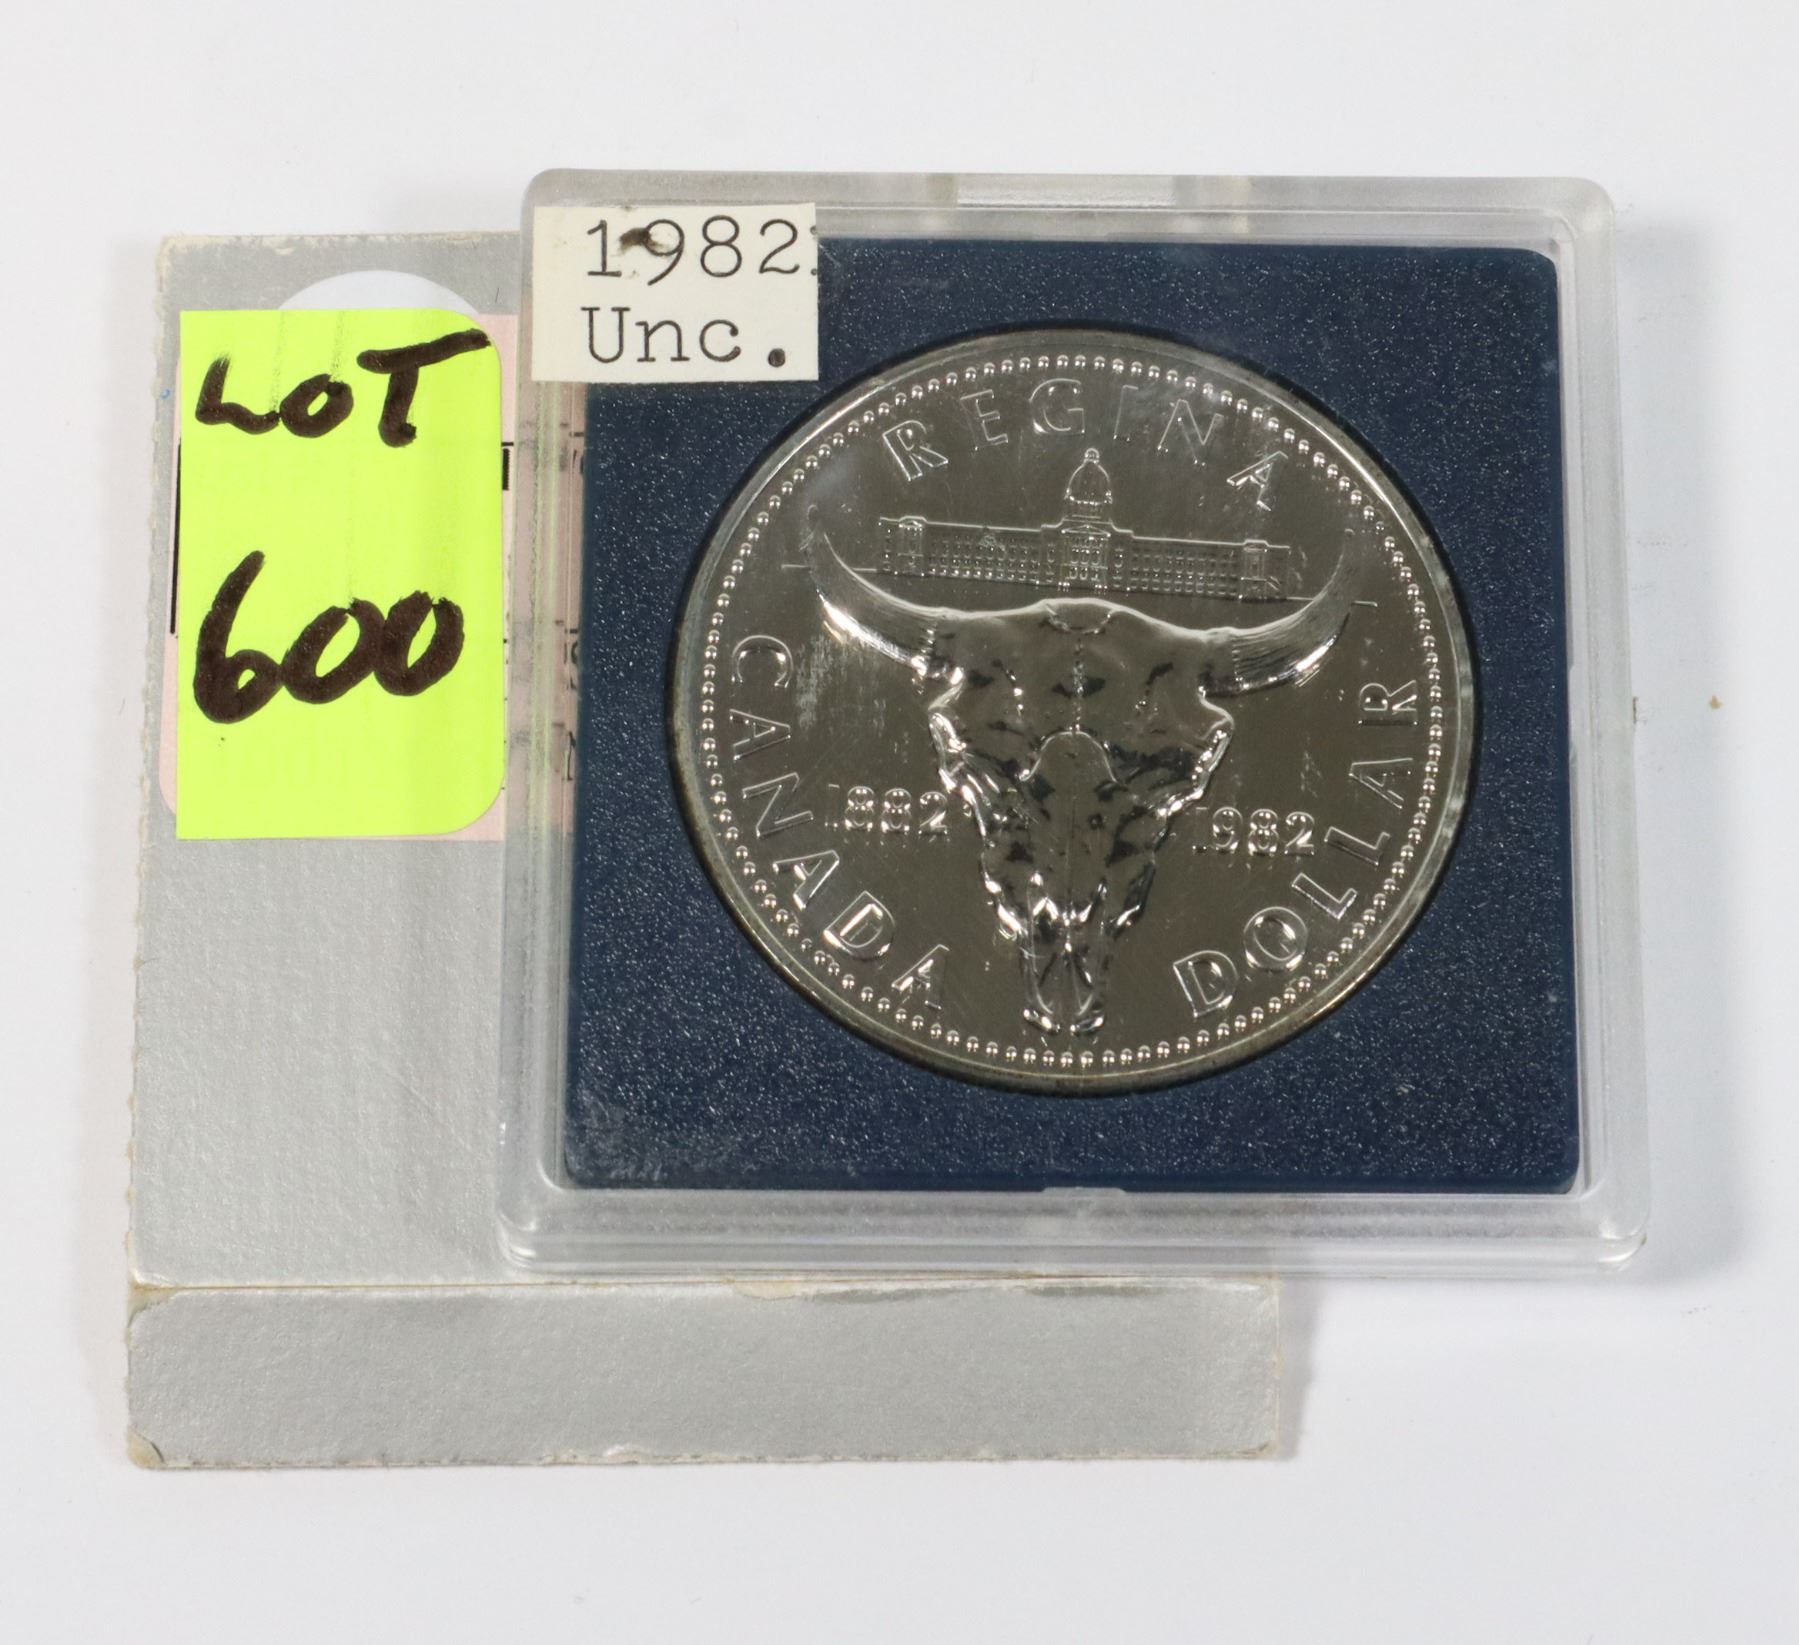 1982.
Unc.
LOT
600
REGINA
CANADA
DOLLAR
1882
1982